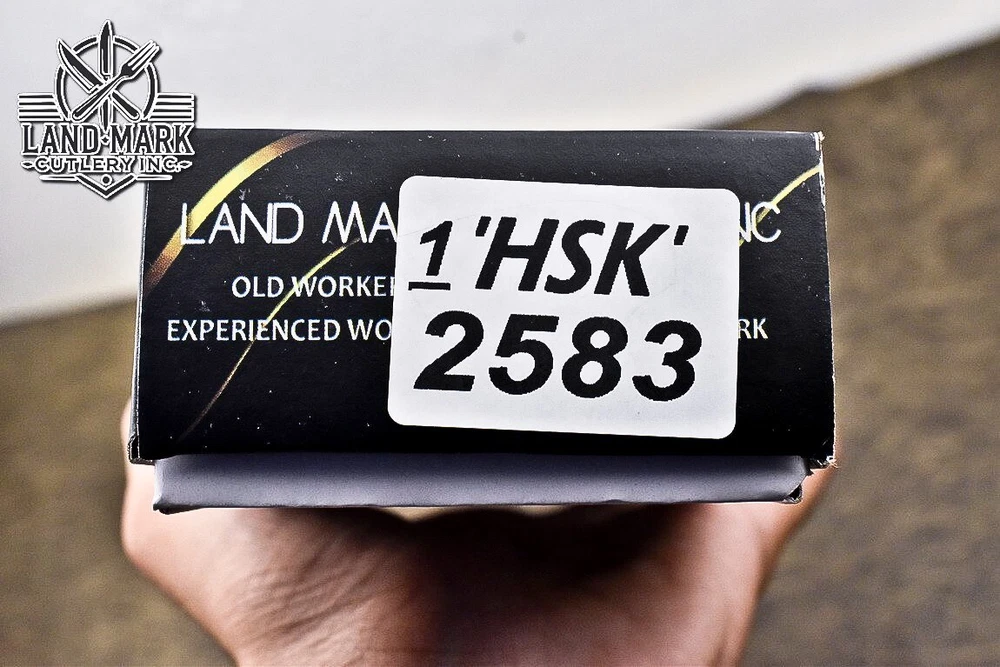 LAND MARK
CUTLERY INC.
LAND MA
NC
OLD WORKE
EXPERIENCED WO
RK
1 'HSK'
2583